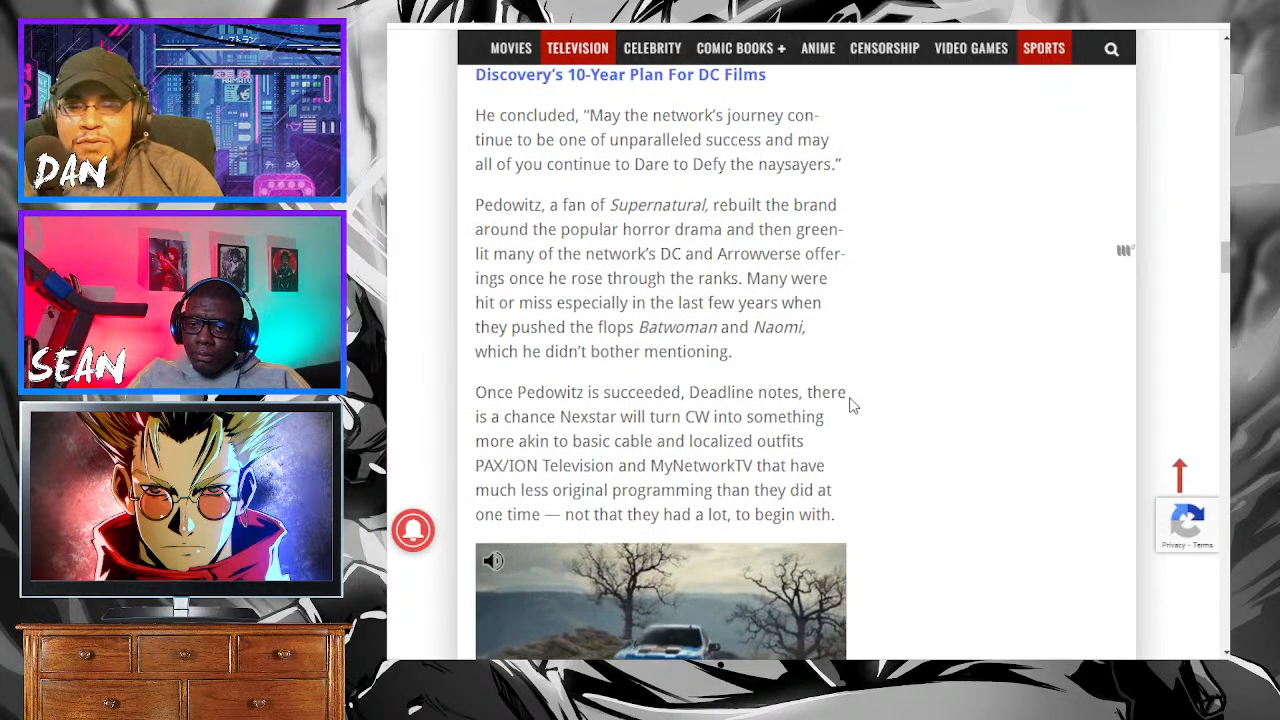 DAN
SEAN
MOVIES TELEVISION CELEBRITY COMIC BOOKS + ANIME CENSORSHIP VIDEO GAMES SPORTS
Discovery's 10-Year Plan For DC Films
He concluded, “May the network's journey con-
tinue to be one of unparalleled success and may
all of you continue to Dare to Defy the naysayers.”
Pedowitz, a fan of Supernatural, rebuilt the brand
around the popular horror drama and then green-
lit many of the network's DC and Arrowverse offer-
ings once he rose through the ranks. Many were
hit or miss especially in the last few years when
they pushed the flops Batwoman and Naomi,
which he didn't bother mentioning.
Once Pedowitz is succeeded, Deadline notes, there
is a chance Nexstar will turn CW into something
more akin to basic cable and localized outfits
PAX/ION Television and MyNetworkTV that have
much less original programming than they did at
one time — not that they had a lot, to begin with.
Privacy - Terms